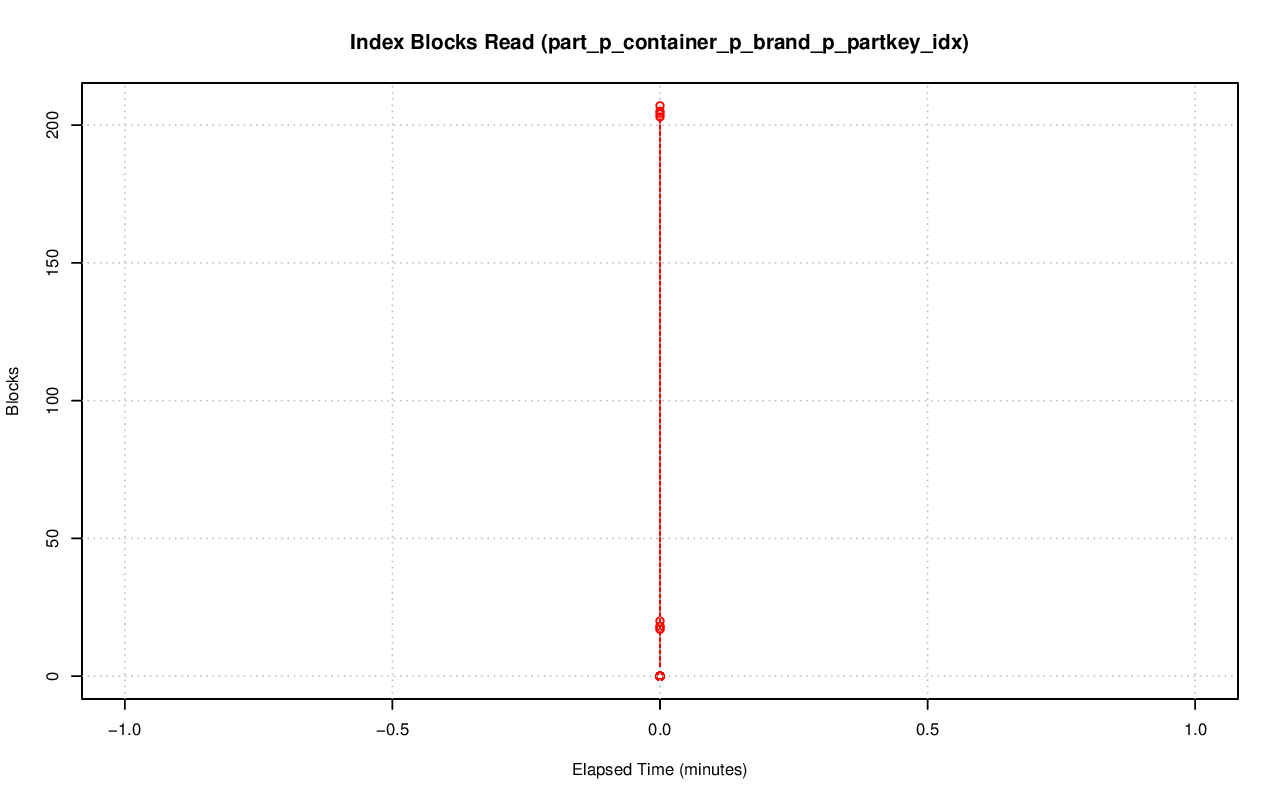 Index Blocks Read (part_p_container_p_brand_p_partkey_idx)
Blocks
200
150
100
50
0
−1.0 −0.5 0.0 0.5 1.0
Elapsed Time (minutes)